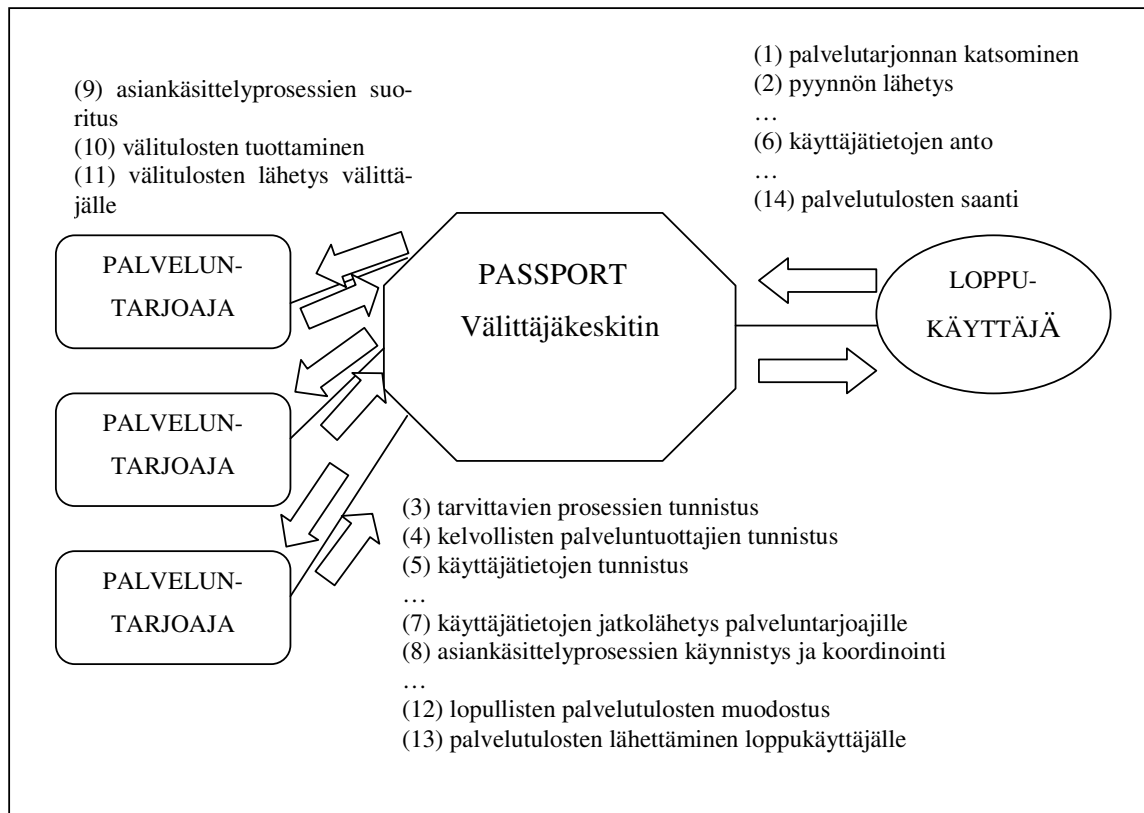 (1) palvelutarjonnan katsominen
(2) pyynnön lähetys
…
(6) käyttäjätietojen anto
…
(14) palvelutulosten saanti
(9) asiankäsittelyprosessien suo-
ritus
(10) välitulosten tuottaminen
(11) välitulosten lähetys välittä-
jälle
PALVELUN-
TARJOAJA
PASSPORT
Välittäjäkeskitin
LOPPU-
KÄYTTÄJÄ
PALVELUN-
TARJOAJA
PALVELUN-
TARJOAJA
(3) tarvittavien prosessien tunnistus
(4) kelvollisten palveluntuottajien tunnistus
(5) käyttäjätietojen tunnistus
…
(7) käyttäjätietojen jatkolähetys palveluntarjoajille
(8) asiankäsittelyprosessien käynnistys ja koordinointi
…
(12) lopullisten palvelutulosten muodostus
(13) palvelutulosten lähettäminen loppukäyttäjälle